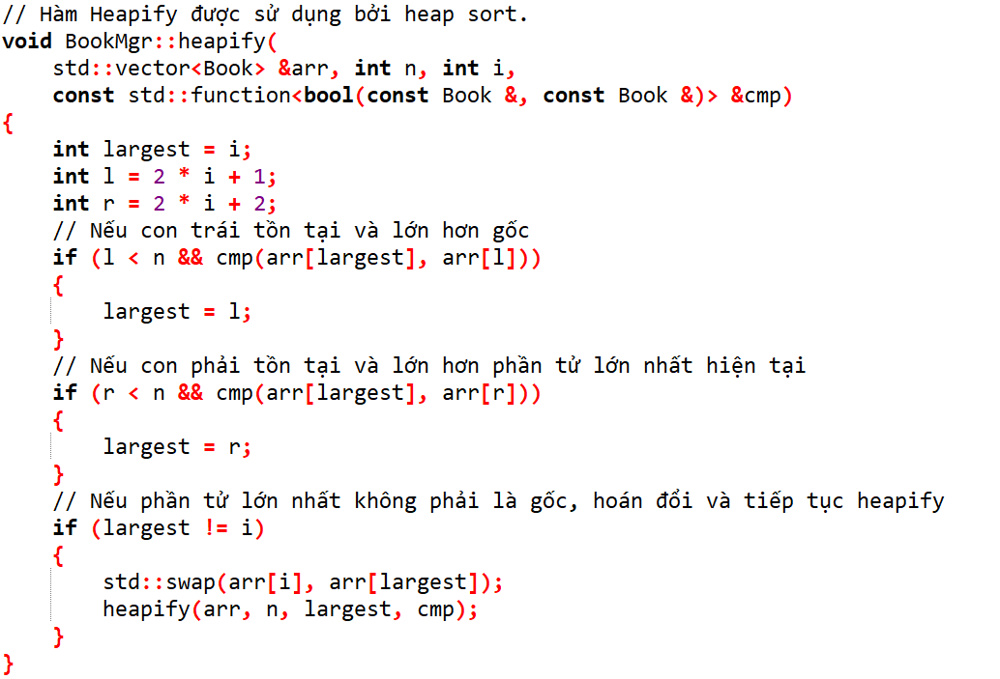 // Hàm Heapify được sử dụng bởi heap sort.
void BookMgr::heapify(
    std::vector<Book> &arr, int n, int i,
    const std::function<bool(const Book &, const Book &)> &cmp)
{
    int largest = i;
    int l = 2 * i + 1;
    int r = 2 * i + 2;
    // Nếu con trái tồn tại và lớn hơn gốc
    if (l < n && cmp(arr[largest], arr[l]))
    {
        largest = l;
    }
    // Nếu con phải tồn tại và lớn hơn phần tử lớn nhất hiện tại
    if (r < n && cmp(arr[largest], arr[r]))
    {
        largest = r;
    }
    // Nếu phần tử lớn nhất không phải là gốc, hoán đổi và tiếp tục heapify
    if (largest != i)
    {
        std::swap(arr[i], arr[largest]);
        heapify(arr, n, largest, cmp);
    }
}